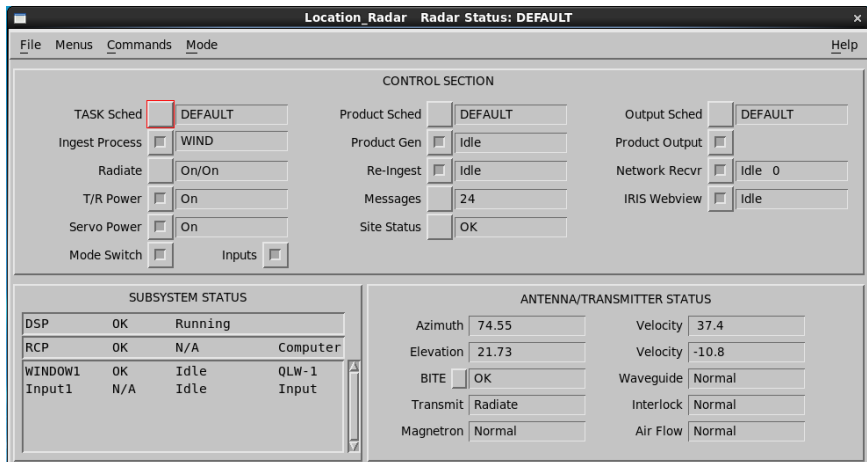 Location_Radar Radar Status: DEFAULT
File Menus Commands Mode Help
CONTROL SECTION
TASK Sched DEFAULT Product Sched DEFAULT Output Sched DEFAULT
Ingest Process WIND Product Gen Idle Product Output
Radiate On/On Re-Ingest Idle Network Recvr Idle 0
T/R Power On Messages 24 IRIS Webview Idle
Servo Power On Site Status OK
Mode Switch Inputs
SUBSYSTEM STATUS
DSP OK Running
RCP OK N/A Computer
WINDOW1 OK Idle QLW-1
Input1 N/A Idle Input
ANTENNA/TRANSMITTER STATUS
Azimuth 74.55 Velocity 37.4
Elevation 21.73 Velocity -10.8
BITE OK Waveguide Normal
Transmit Radiate Interlock Normal
Magnetron Normal Air Flow Normal